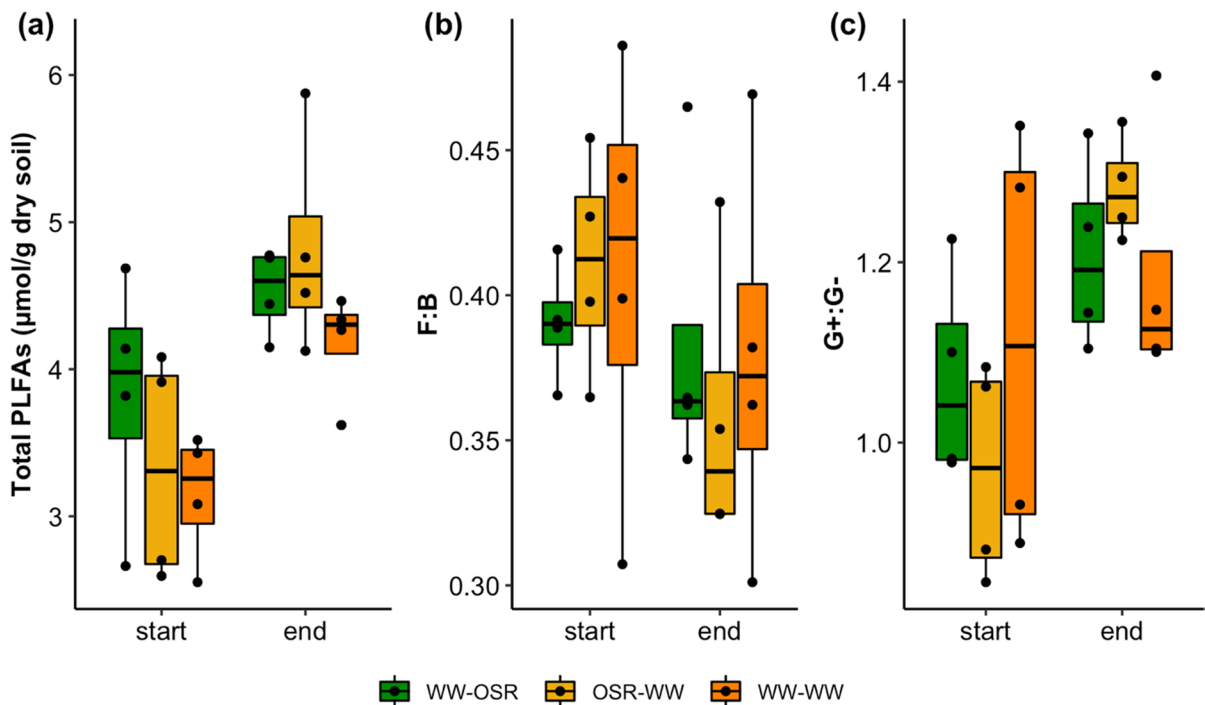 (a)
Total PLFAs (µmol/g dry soil)
6
5
4
3
start end
(b)
F:B
0.45
0.40
0.35
0.30
start end
(c)
G+:G-
1.4
1.2
1.0
start end
WW-OSR OSR-WW WW-WW